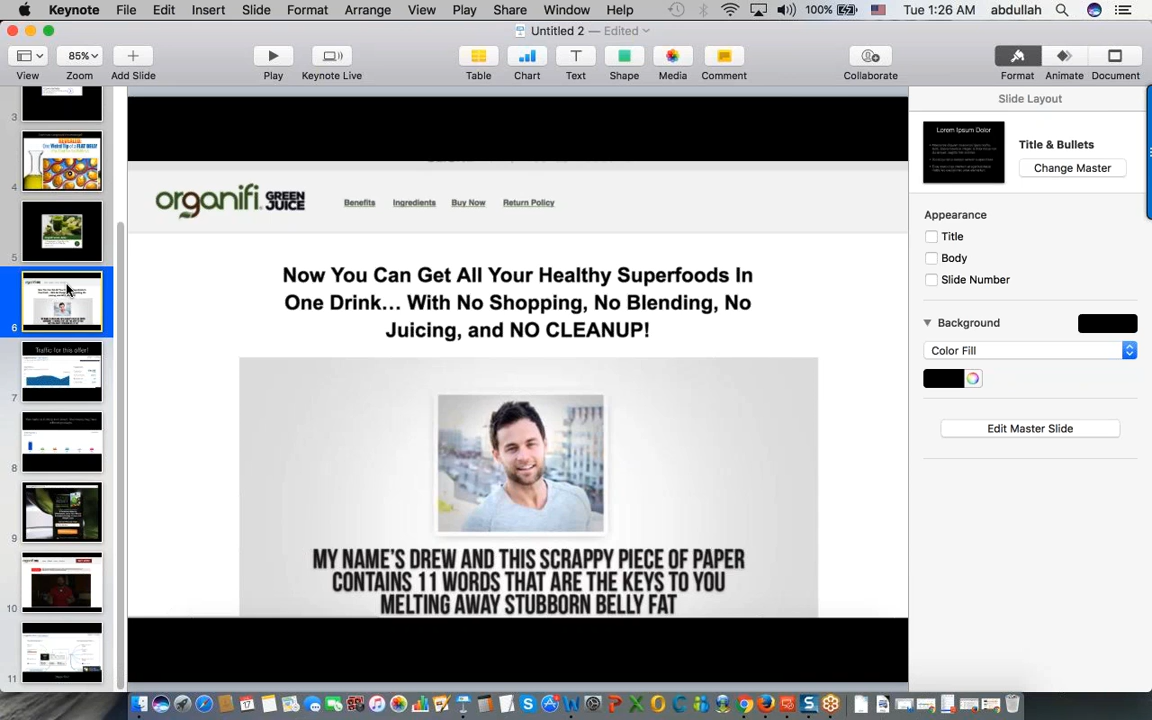 Keynote File Edit Insert Slide Format Arrange View Play Share Window Help 100% Tue 1:26 AM abdullah
Untitled 2 — Edited
85%
View Zoom Add Slide Play Keynote Live Table Chart Text Shape Media Comment Collaborate Format Animate Document
Slide Layout
Lorem Ipsum Dolor
Title & Bullets
Change Master
Appearance
Title
Body
Slide Number
Background
Color Fill
Edit Master Slide
3
4
5
6
7
Traffic for this offer!
8
9
10
11
organifi GREEN JUICE
Benefits Ingredients Buy Now Return Policy
Now You Can Get All Your Healthy Superfoods In
One Drink... With No Shopping, No Blending, No
Juicing, and NO CLEANUP!
MY NAME'S DREW AND THIS SCRAPPY PIECE OF PAPER
CONTAINS 11 WORDS THAT ARE THE KEYS TO YOU
MELTING AWAY STUBBORN BELLY FAT
17